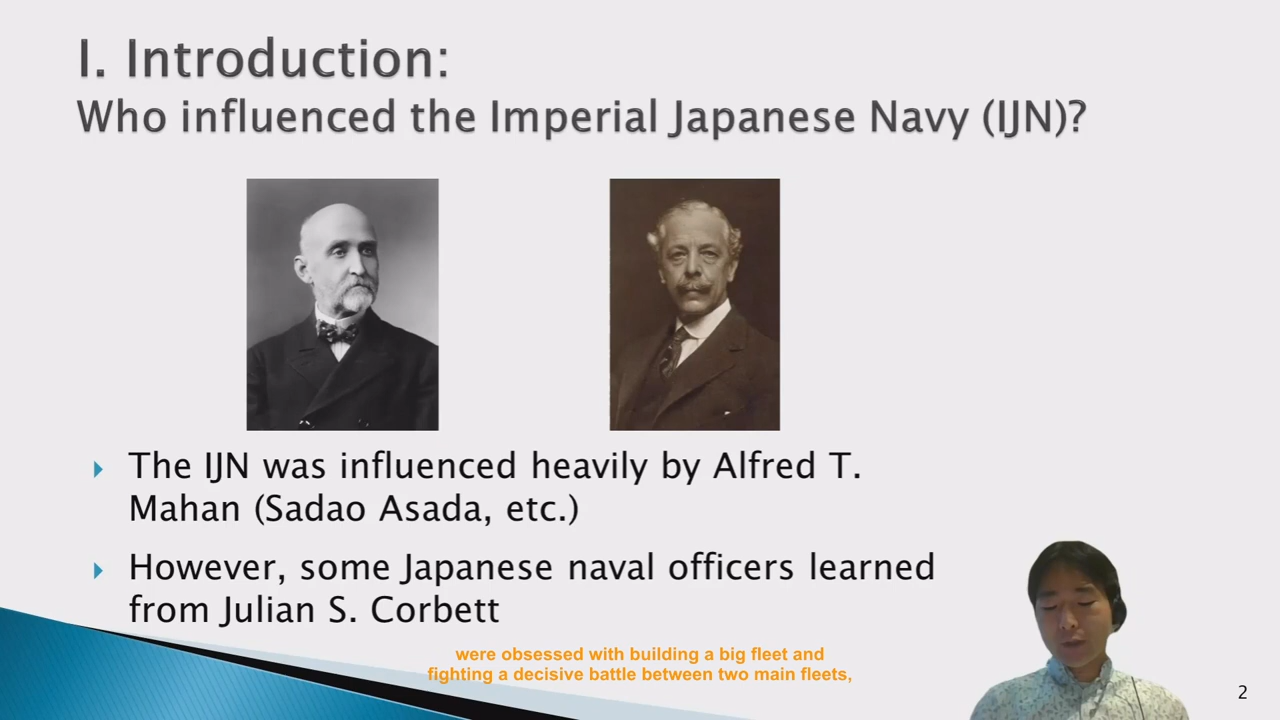 I. Introduction:
Who influenced the Imperial Japanese Navy (IJN)?
The IJN was influenced heavily by Alfred T.
Mahan (Sadao Asada, etc.)
However, some Japanese naval officers learned
from Julian S. Corbett
were obsessed with building a big fleet and
fighting a decisive battle between two main fleets,
2